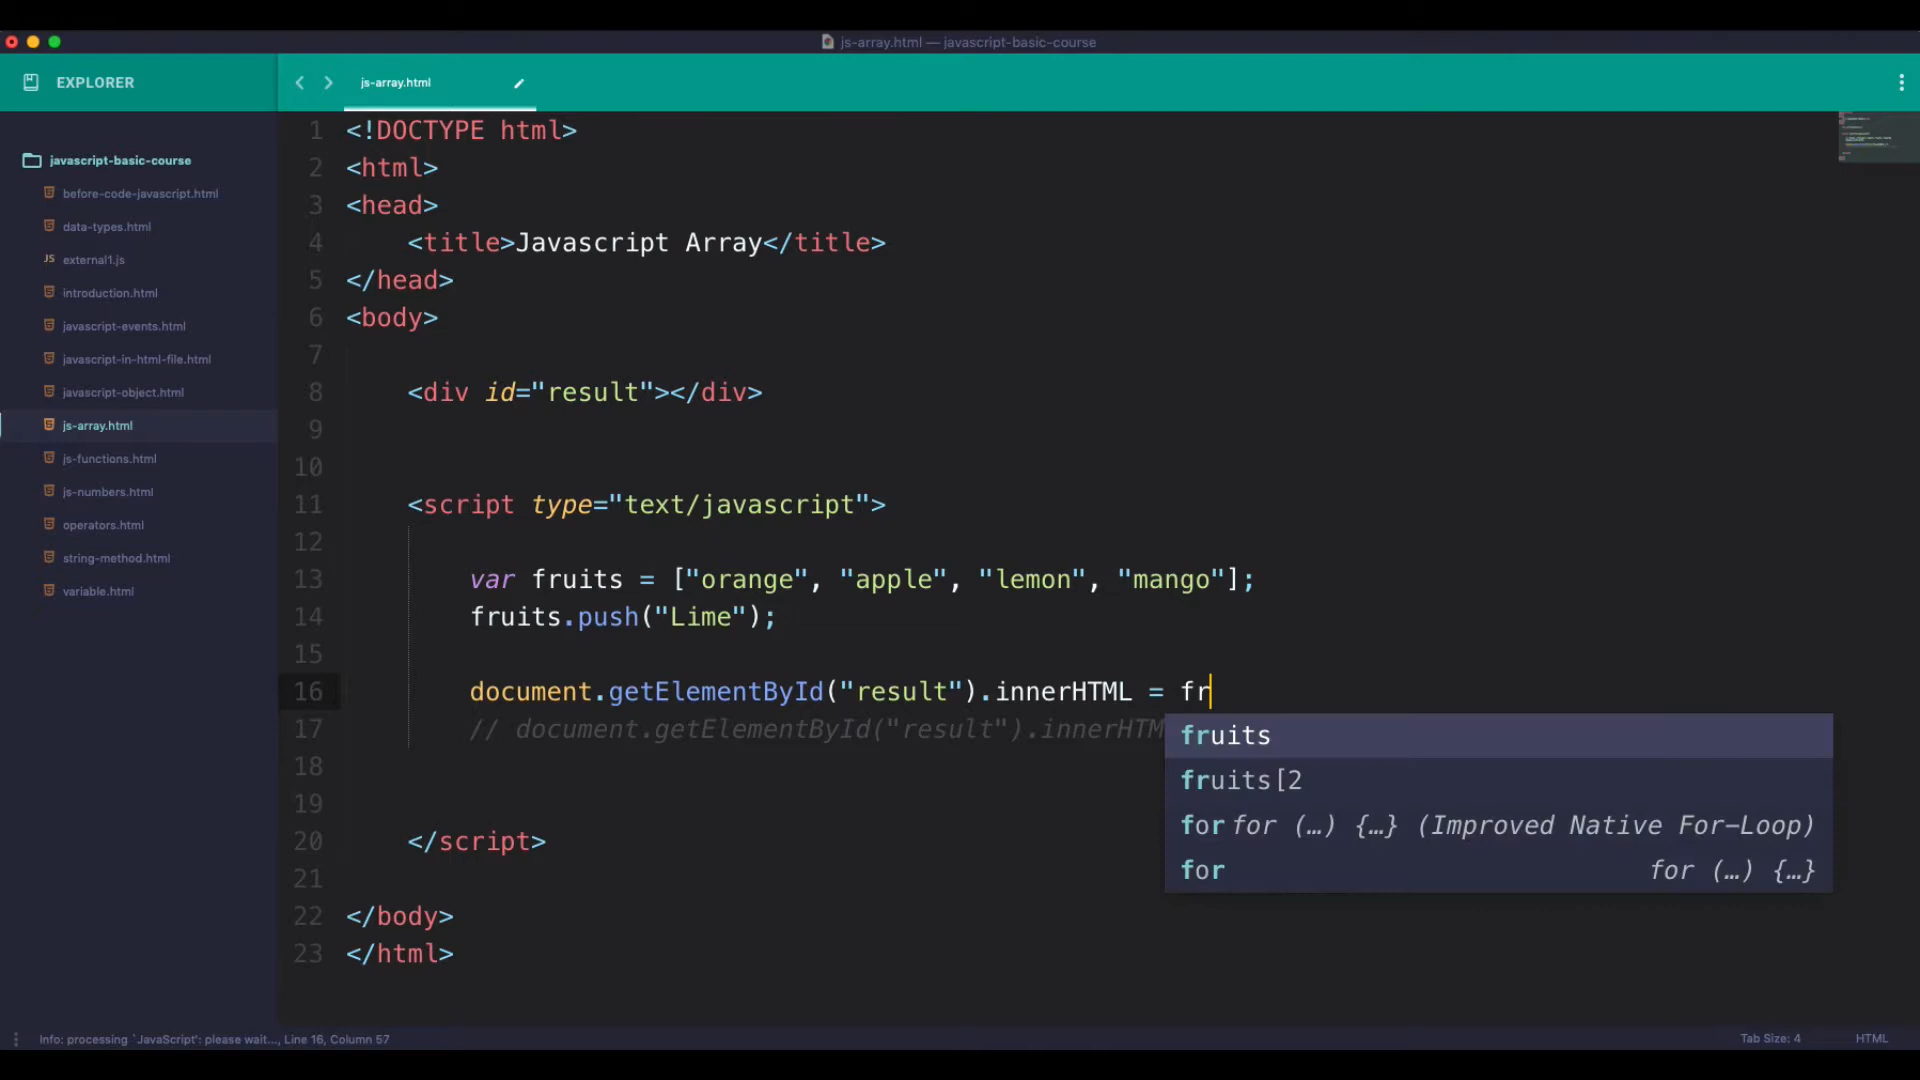 js-array.html — javascript-basic-course
EXPLORER
js-array.html
javascript-basic-course
before-code-javascript.html
data-types.html
JS external1.js
introduction.html
javascript-events.html
javascript-in-html-file.html
javascript-object.html
js-array.html
js-functions.html
js-numbers.html
operators.html
string-method.html
variable.html
1 <!DOCTYPE html>
2 <html>
3 <head>
4 <title>Javascript Array</title>
5 </head>
6 <body>
7
8 <div id="result"></div>
9
10
11 <script type="text/javascript">
12
13 var fruits = ["orange", "apple", "lemon", "mango"];
14 fruits.push("Lime");
15
16 document.getElementById("result").innerHTML = fr
17 // document.getElementById("result").innerHTM
fruits
fruits[2
for for (…) {…} (Improved Native For-Loop)
for for (…) {…}
18
19
20 </script>
21
22 </body>
23 </html>
Info: processing `JavaScript': please wait..., Line 16, Column 57
Tab Size: 4
HTML